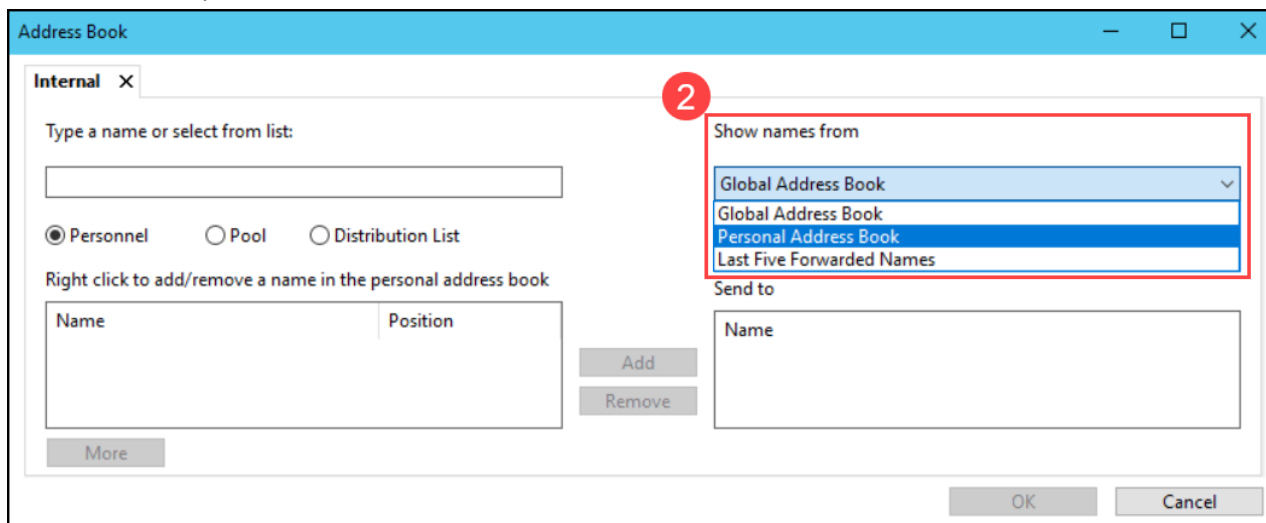 Address Book
Internal X
2
Type a name or select from list:
Show names from
Global Address Book
Global Address Book
Personal Address Book
Last Five Forwarded Names
Personnel Pool Distribution List
Right click to add/remove a name in the personal address book
Send to
Name Position
Name
Add
Remove
More
OK Cancel